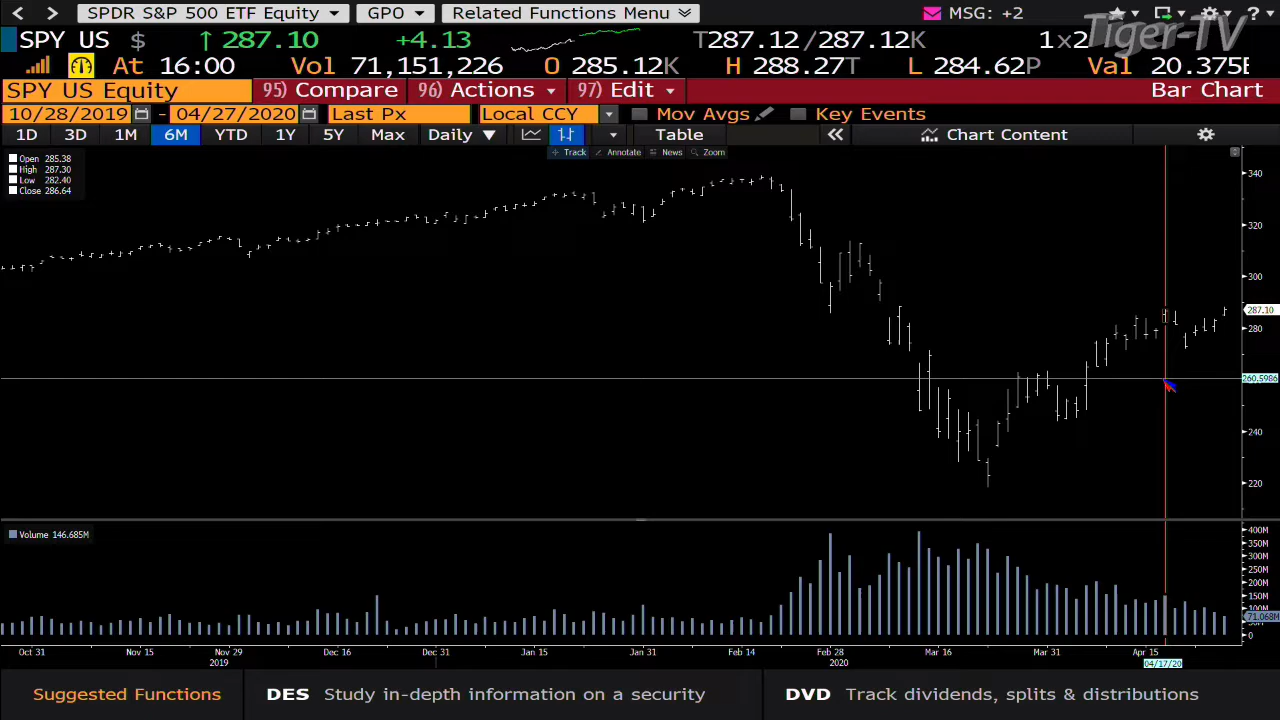 SPDR S&P 500 ETF Equity GPO Related Functions Menu MSG: +2
Tiger-TV
SPY US $ ↑ 287.10 +4.13 T287.12 /287.12K 1x2
At 16:00 Vol 71,151,226 O 285.12K H 288.27T L 284.62P Val 20.375B
SPY US Equity 95) Compare 96) Actions 97) Edit Bar Chart
10/28/2019 - 04/27/2020 Last Px Local CCY Mov Avgs Key Events
1D 3D 1M 6M YTD 1Y 5Y Max Daily ▼ Table « Chart Content
Track Annotate News Zoom
Open 285.38
High 287.30
Low 282.40
Close 286.64
340
320
300
287.10
280
260.5986
240
220
Volume 146.685M
400M
350M
300M
250M
200M
150M
100M
71.068M
0
Oct 31 Nov 15 Nov 29 Dec 16 Dec 31 Jan 15 Jan 31 Feb 14 Feb 28 Mar 16 Mar 31 Apr 15
2019 2020 04/17/20
Suggested Functions DES Study in-depth information on a security DVD Track dividends, splits & distributions